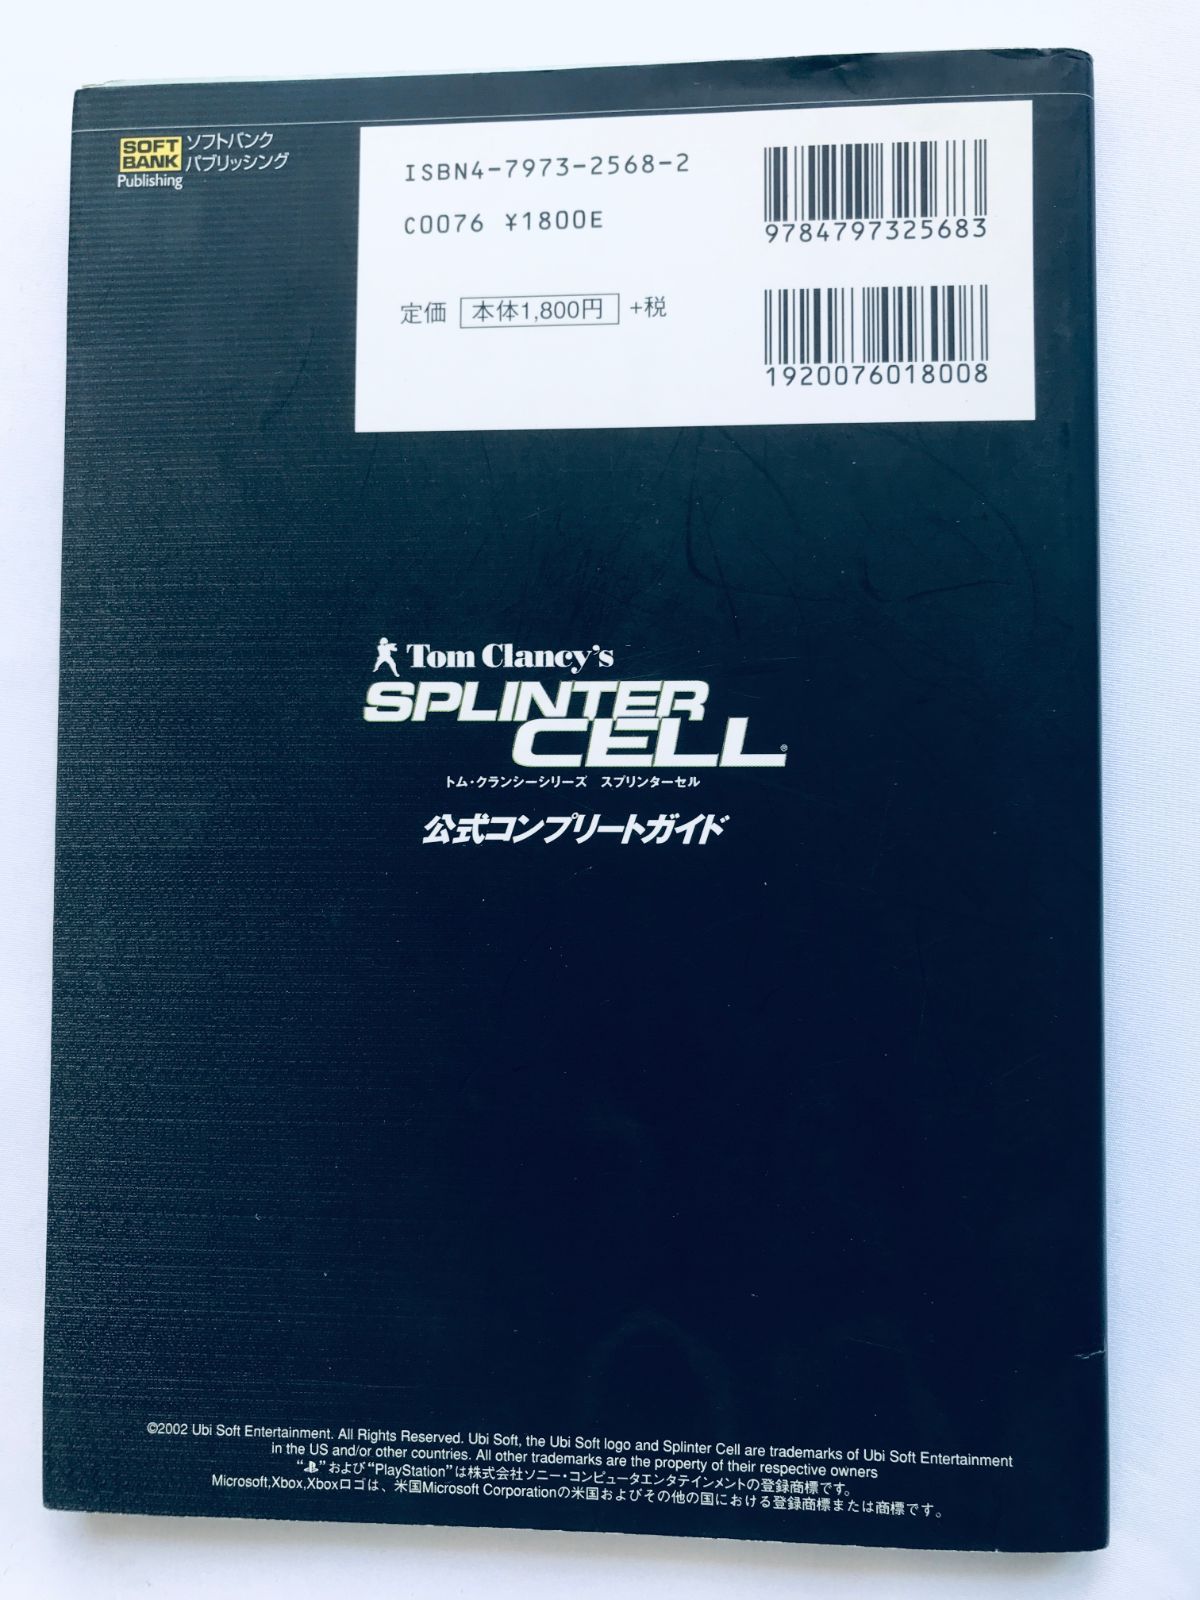 SOFT
BANK
Publishing
ソフトバンク
パブリッシング
ISBN4-7973-2568-2
C0076 ¥1800E
定価 本体1,800円 +税
9784797325683
1920076018008
Tom Clancy's
SPLINTER
CELL®
トム・クランシーシリーズ スプリンターセル
公式コンプリートガイド
©2002 Ubi Soft Entertainment. All Rights Reserved. Ubi Soft, the Ubi Soft logo and Splinter Cell are trademarks of Ubi Soft Entertainment
in the US and/or other countries. All other trademarks are the property of their respective owners
“ ”および“PlayStation”は株式会社ソニー・コンピュータエンタテインメントの登録商標です。
Microsoft,Xbox,Xboxロゴは、米国Microsoft Corporationの米国およびその他の国における登録商標または商標です。